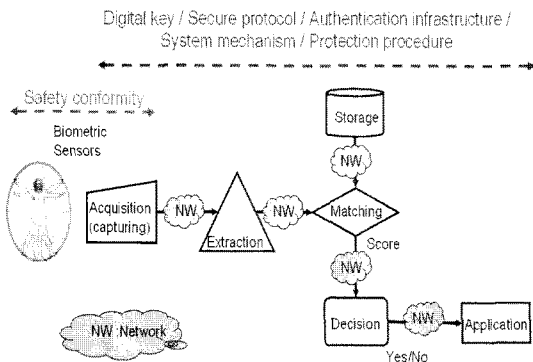 Digital key / Secure protocol / Authentication infrastructure /
System mechanism / Protection procedure
Safety conformity
Biometric
Sensors
Storage
NW
Acquisition
(capturing)
NW
Extraction
NW
Matching
Score
NW
Decision
NW
Application
Yes/No
NW: Network